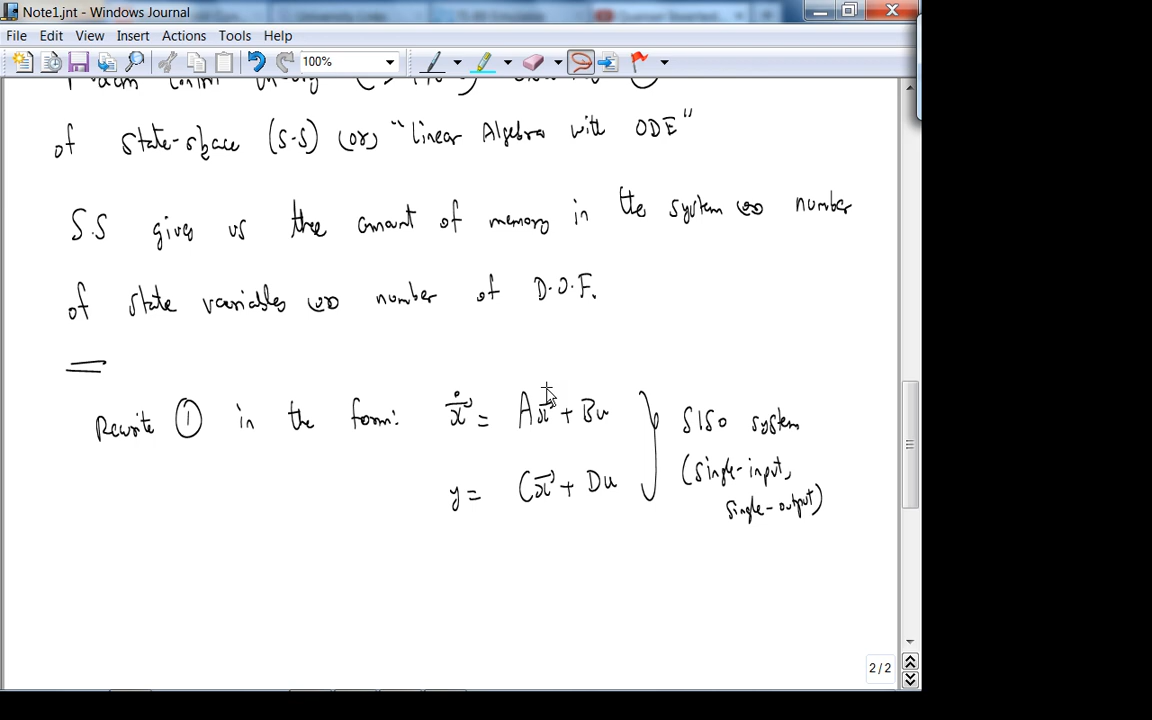 Note1.jnt - Windows Journal
File Edit View Insert Actions Tools Help
100%
of state-space (S-S) (or) "linear Algebra with ODE"
S.S gives us the amount of memory in the system (or) number
of state variables (or) number of D.O.F.
Rewrite ① in the form: ẋ⃗ = Ax⃗ + Bu
y = Cx⃗ + Du
SISO system
(single-input,
single-output)
2/2